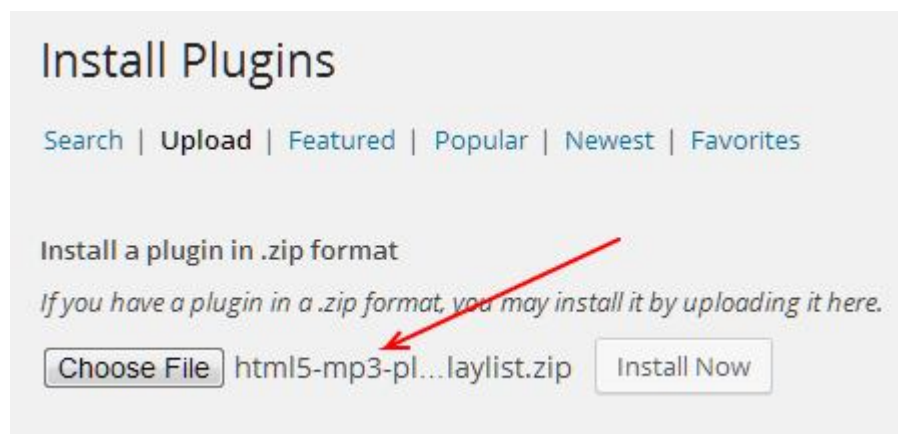 Install Plugins
Search | Upload | Featured | Popular | Newest | Favorites
Install a plugin in .zip format
If you have a plugin in a .zip format, you may install it by uploading it here.
Choose File html5-mp3-pl...laylist.zip Install Now